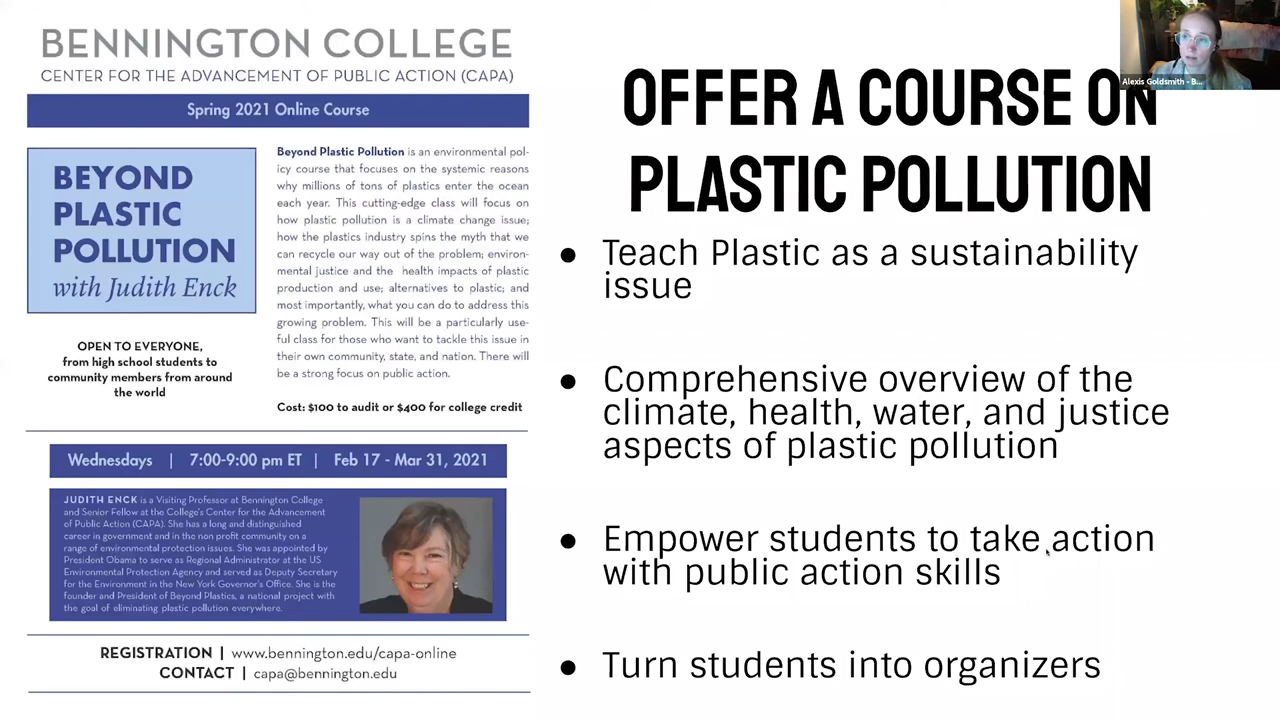 BENNINGTON COLLEGE
CENTER FOR THE ADVANCEMENT OF PUBLIC ACTION (CAPA)
Spring 2021 Online Course
BEYOND
PLASTIC
POLLUTION
with Judith Enck
OPEN TO EVERYONE,
from high school students to
community members from around
the world
Beyond Plastic Pollution is an environmental pol-
icy course that focuses on the systemic reasons
why millions of tons of plastics enter the ocean
each year. This cutting-edge class will focus on
how plastic pollution is a climate change issue;
how the plastics industry spins the myth that we
can recycle our way out of the problem; environ-
mental justice and the health impacts of plastic
production and use; alternatives to plastic; and
most importantly, what you can do to address this
growing problem. This will be a particularly use-
ful class for those who want to tackle this issue in
their own community, state, and nation. There will
be a strong focus on public action.
Cost: $100 to audit or $400 for college credit
Wednesdays | 7:00-9:00 pm ET | Feb 17 - Mar 31, 2021
JUDITH ENCK is a Visiting Professor at Bennington College
and Senior Fellow at the College's Center for the Advancement
of Public Action (CAPA). She has a long and distinguished
career in government and in the non profit community on a
range of environmental protection issues. She was appointed by
President Obama to serve as Regional Administrator at the US
Environmental Protection Agency and served as Deputy Secretary
for the Environment in the New York Governor's Office. She is the
founder and President of Beyond Plastics, a national project with
the goal of eliminating plastic pollution everywhere.
REGISTRATION | www.bennington.edu/capa-online
CONTACT | capa@bennington.edu
OFFER A COURSE ON
PLASTIC POLLUTION
● Teach Plastic as a sustainability
issue
● Comprehensive overview of the
climate, health, water, and justice
aspects of plastic pollution
● Empower students to take action
with public action skills
● Turn students into organizers
Alexis Goldsmith - B...